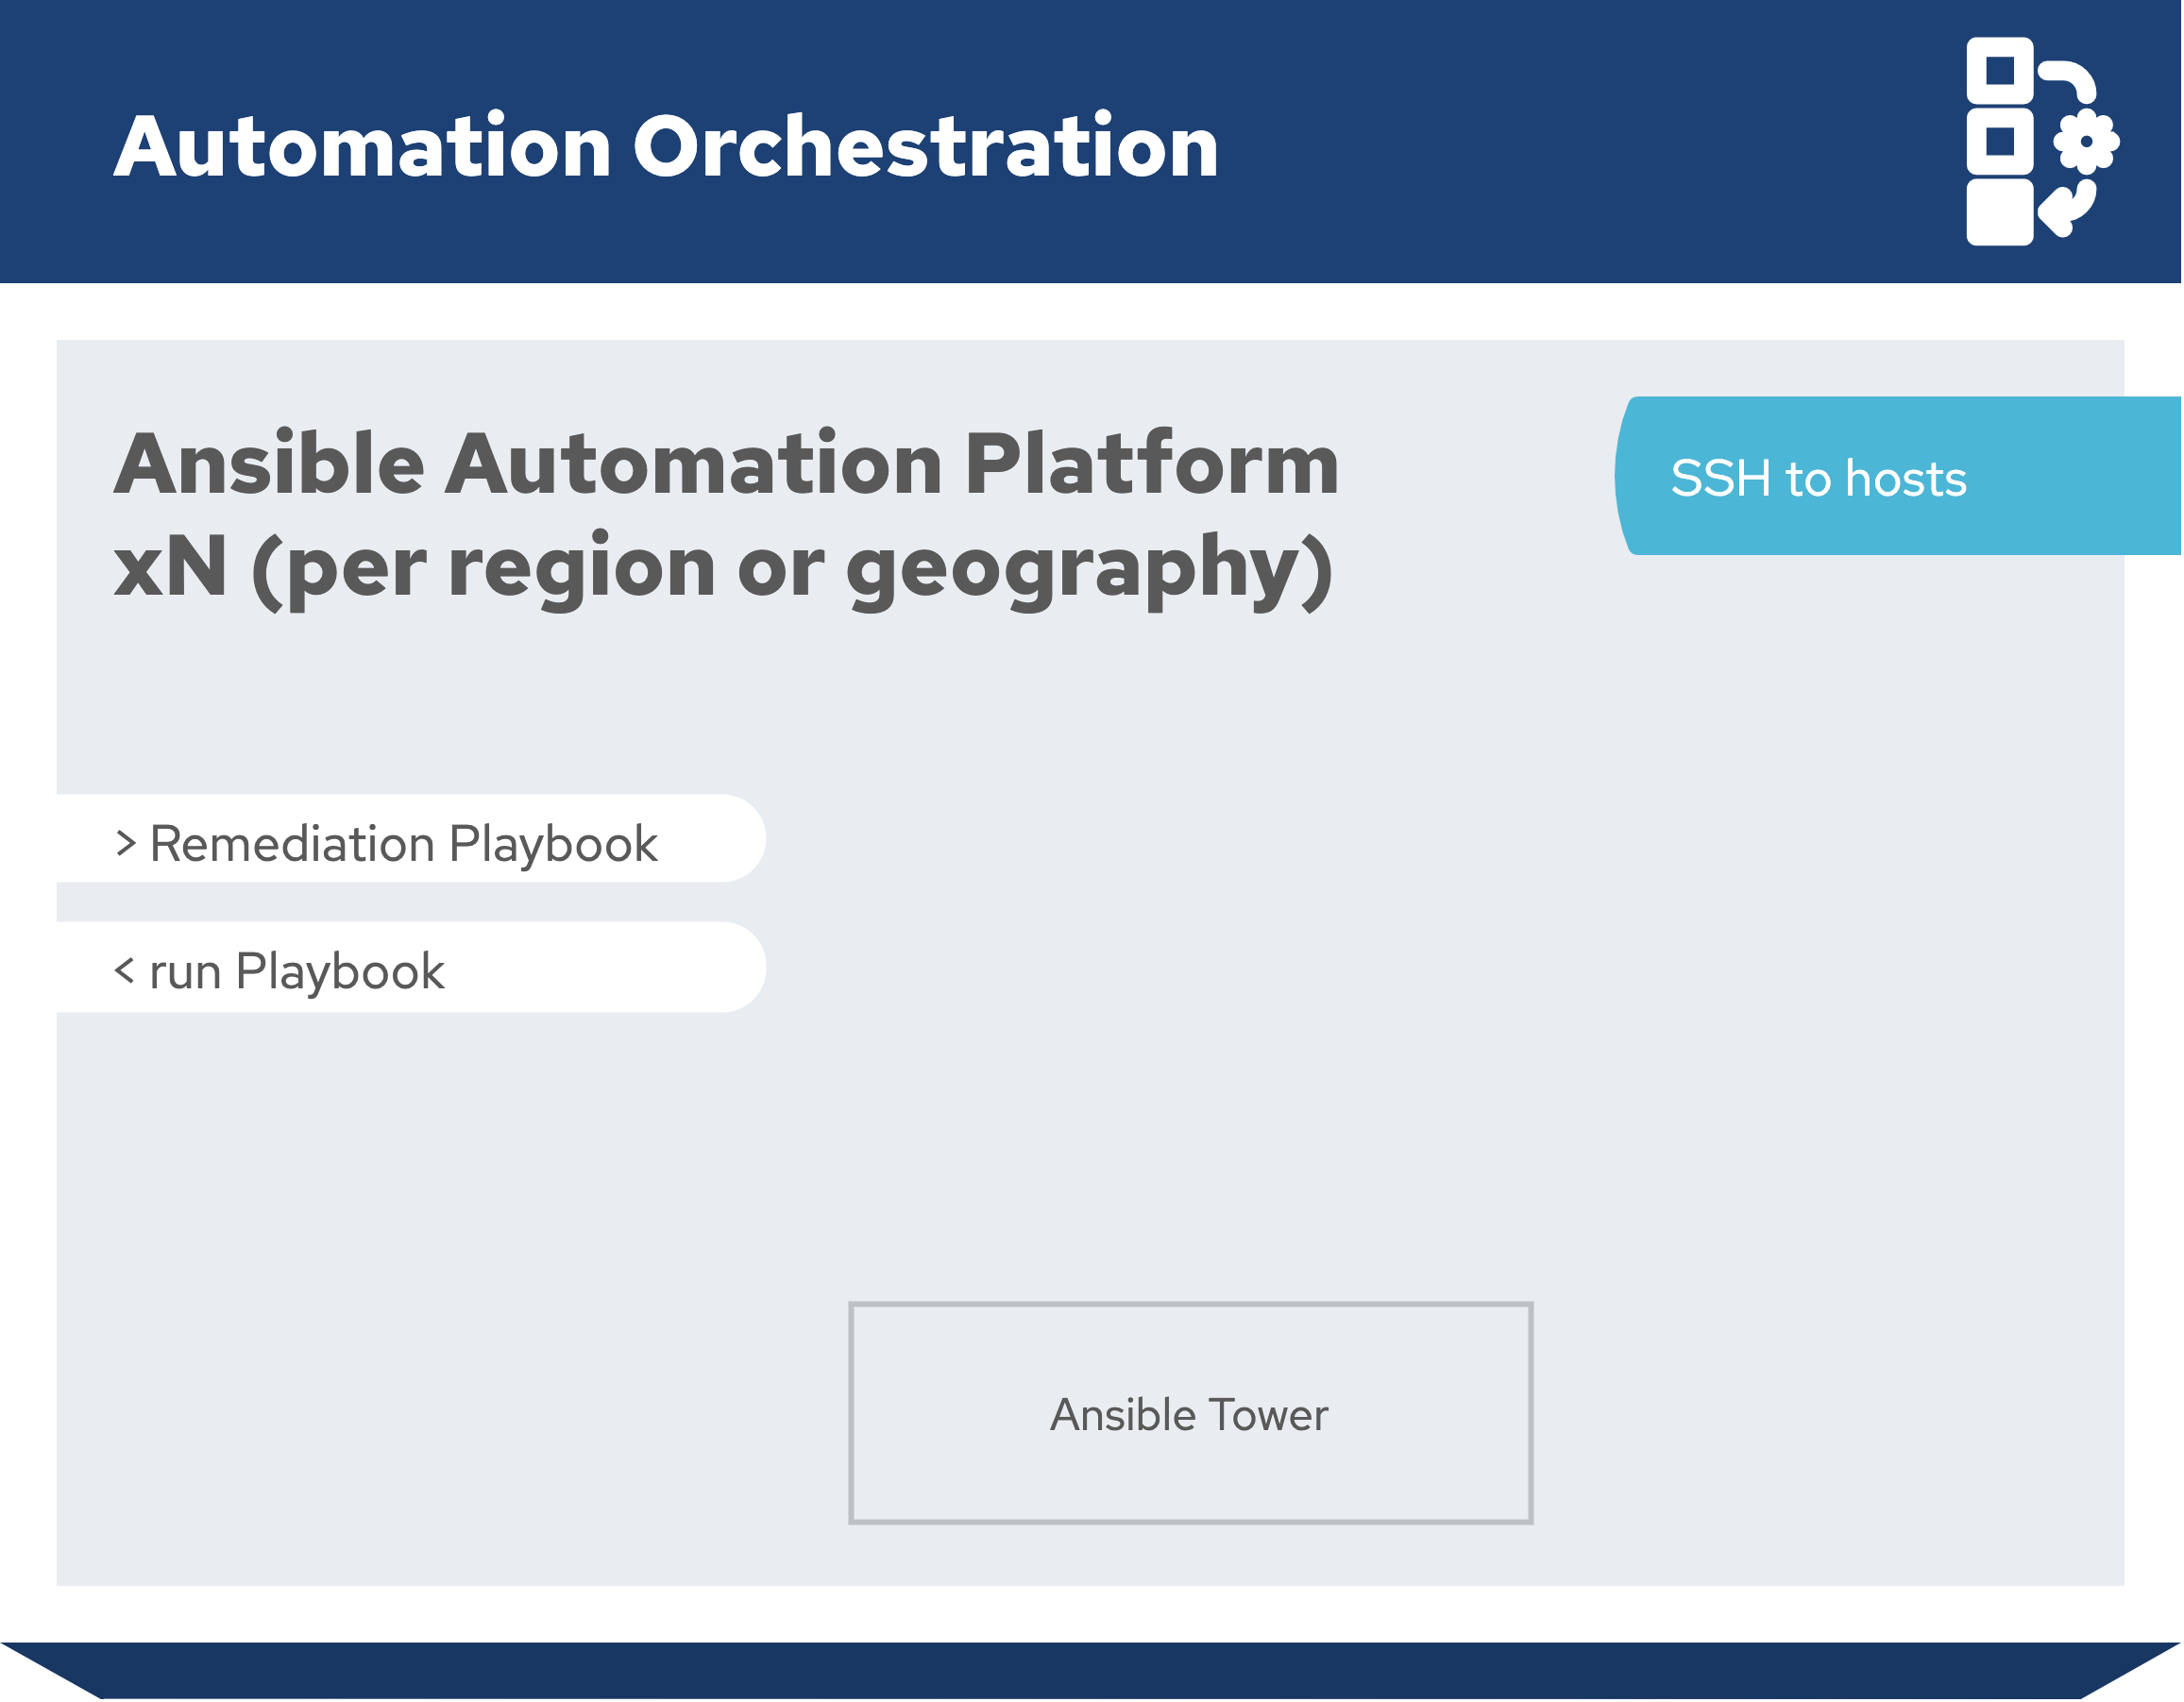 Automation Orchestration
Ansible Automation Platform
xN (per region or geography)
SSH to hosts
> Remediation Playbook
< run Playbook
Ansible Tower